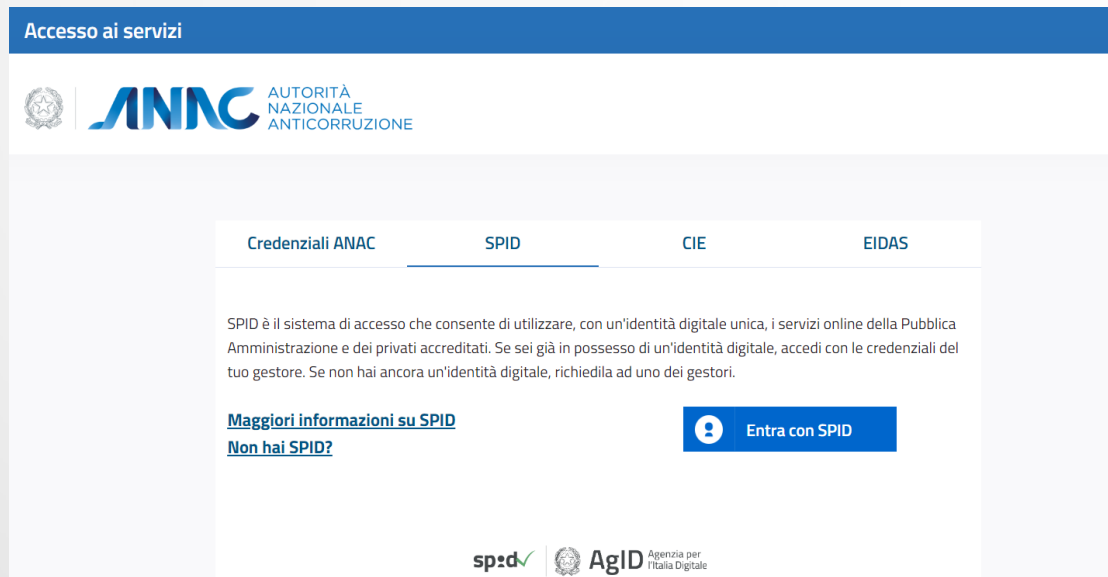 Accesso ai servizi
ANAC
AUTORITÀ
NAZIONALE
ANTICORRUZIONE
Credenziali ANAC
SPID
CIE
EIDAS
SPID è il sistema di accesso che consente di utilizzare, con un'identità digitale unica, i servizi online della Pubblica
Amministrazione e dei privati accreditati. Se sei già in possesso di un'identità digitale, accedi con le credenziali del
tuo gestore. Se non hai ancora un'identità digitale, richiedila ad uno dei gestori.
Maggiori informazioni su SPID
Non hai SPID?
Entra con SPID
spid
AgID
Agenzia per
l'Italia Digitale